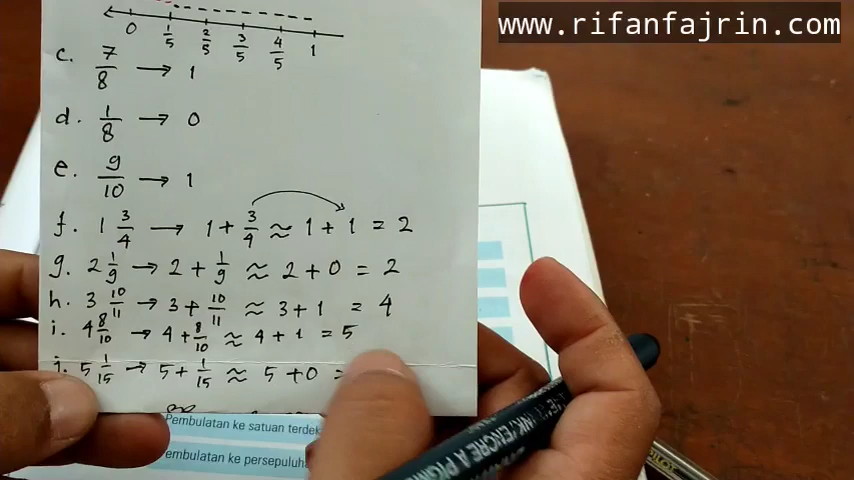 www.rifanfajrin.com
0 1/5 2/5 3/5 4/5 1
c. 7/8 → 1
d. 1/8 → 0
e. 9/10 → 1
f. 1 3/4 → 1 + 3/4 ≈ 1 + 1 = 2
g. 2 1/9 → 2 + 1/9 ≈ 2 + 0 = 2
h. 3 10/11 → 3 + 10/11 ≈ 3 + 1 = 4
i. 4 8/10 → 4 + 8/10 ≈ 4 + 1 = 5
j. 5 1/15 → 5 + 1/15 ≈ 5 + 0 =
Pembulatan ke satuan
embulatan ke persepuluh